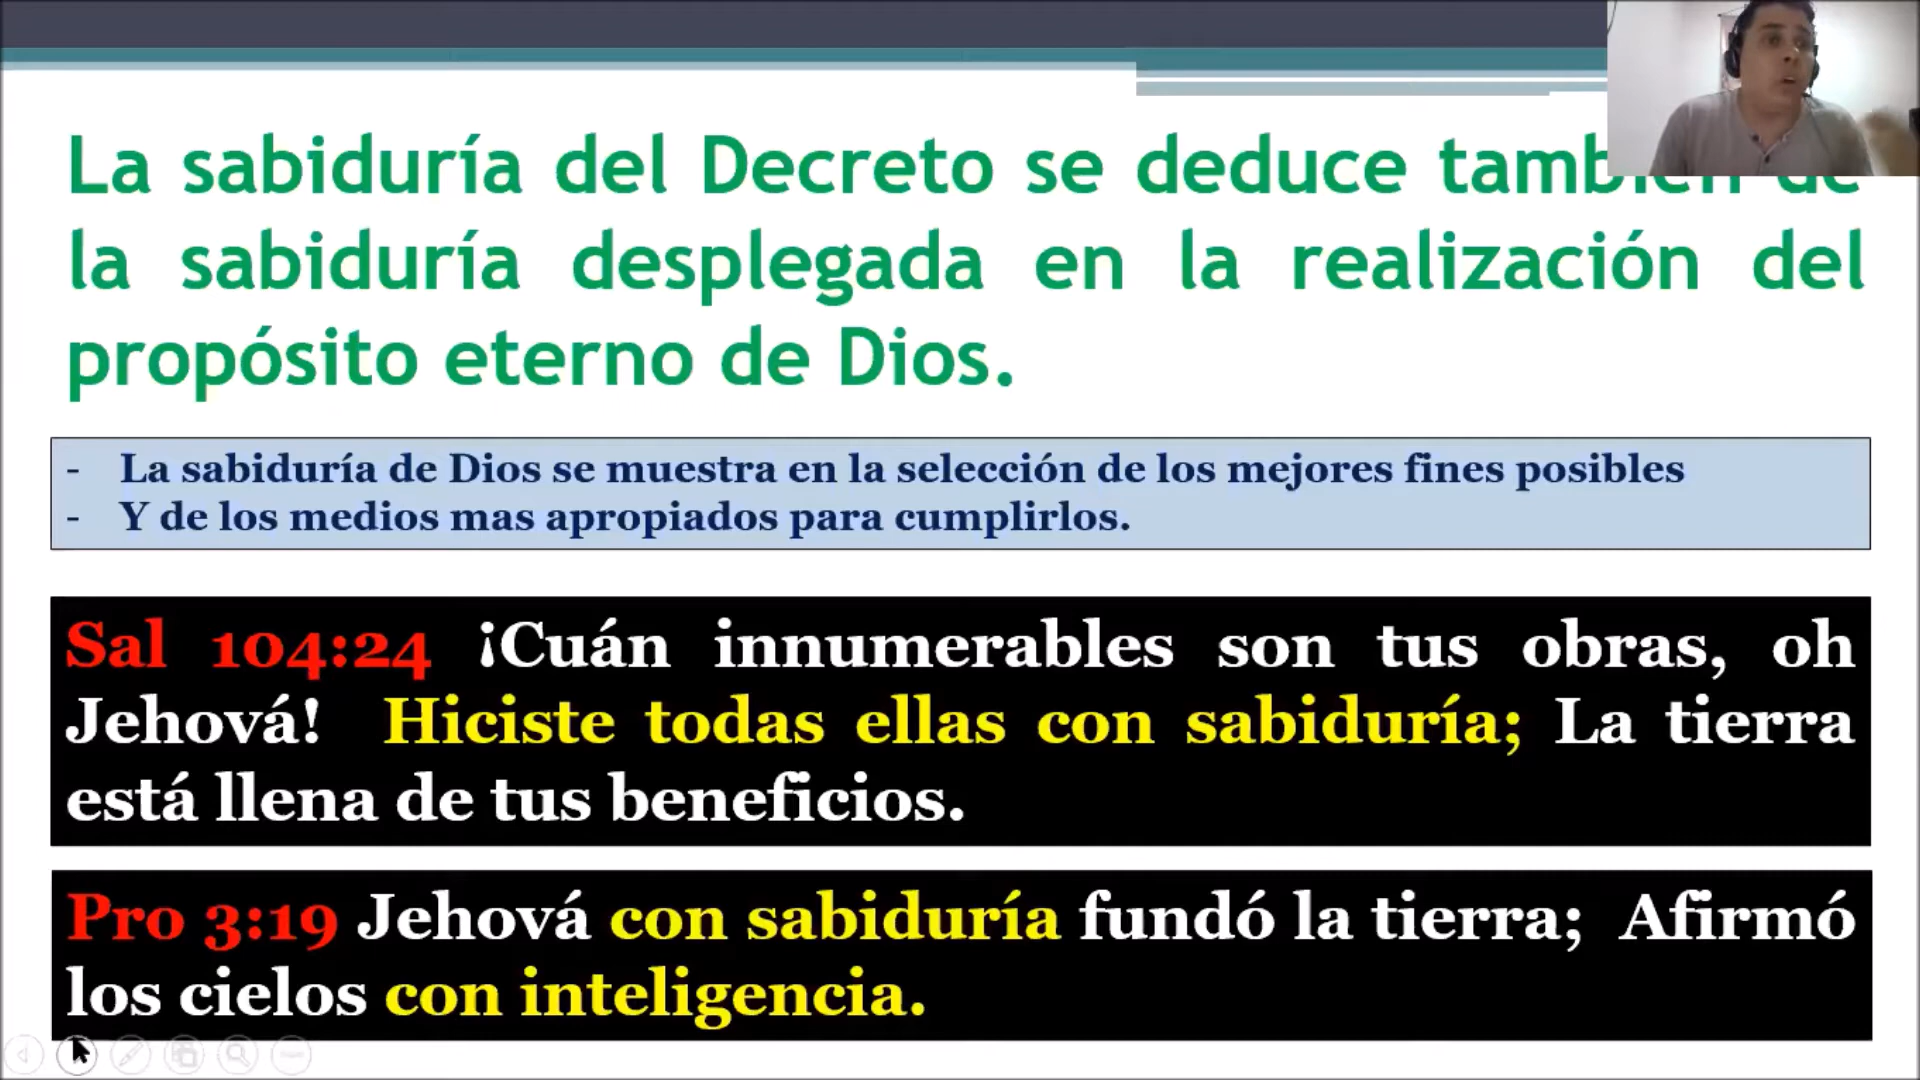 La sabiduría del Decreto se deduce también de
la sabiduría desplegada en la realización del
propósito eterno de Dios.
- La sabiduría de Dios se muestra en la selección de los mejores fines posibles
- Y de los medios mas apropiados para cumplirlos.
Sal 104:24 ¡Cuán innumerables son tus obras, oh
Jehová! Hiciste todas ellas con sabiduría; La tierra
está llena de tus beneficios.
Pro 3:19 Jehová con sabiduría fundó la tierra; Afirmó
los cielos con inteligencia.